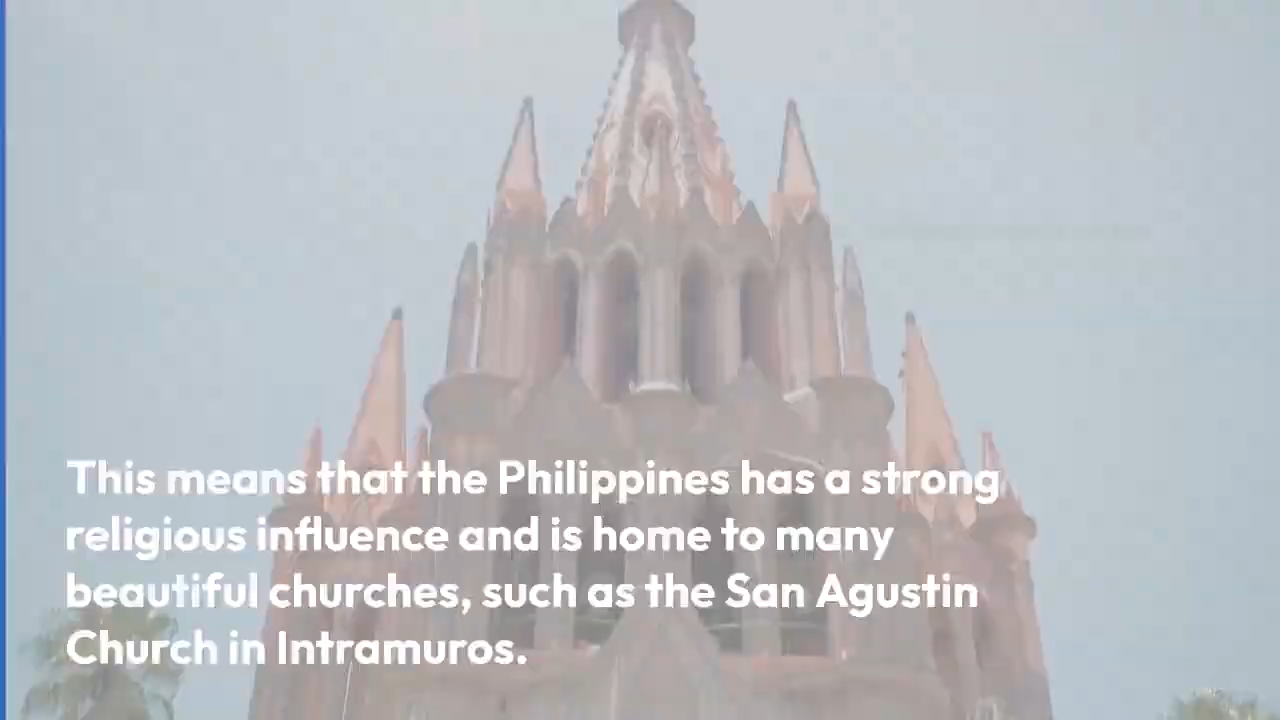 This means that the Philippines has a strong
religious influence and is home to many
beautiful churches, such as the San Agustin
Church in Intramuros.